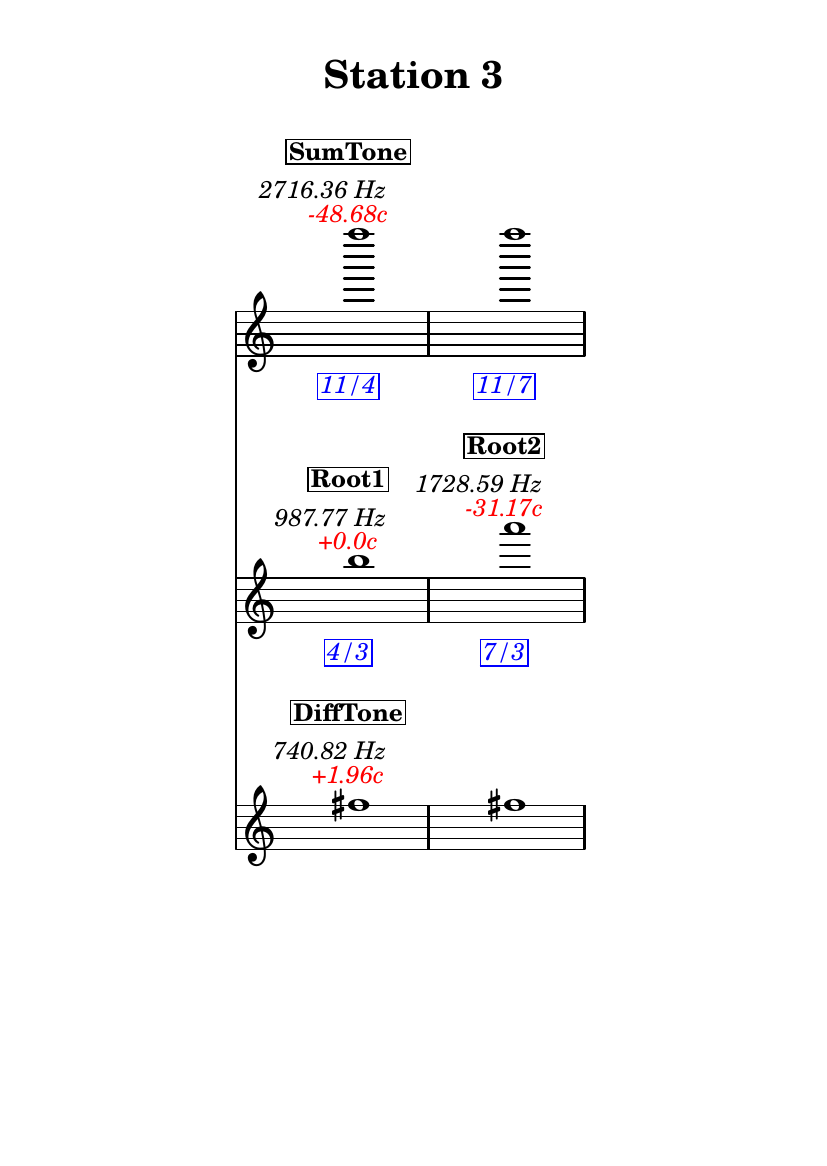 Station 3
SumTone
2716.36 Hz
-48.68c
11/4 11/7
Root2
Root1
1728.59 Hz
987.77 Hz
-31.17c
+0.0c
4/3 7/3
DiffTone
740.82 Hz
+1.96c